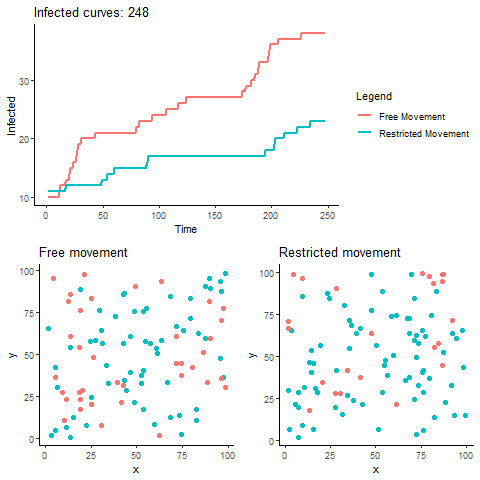 Infected curves: 248
Infected
30
20
10
0
50
100
150
200
250
Time
Legend
Free Movement
Restricted Movement
Free movement
y
100
75
50
25
0
0
25
50
75
100
x
Restricted movement
y
100
75
50
25
0
0
25
50
75
100
x